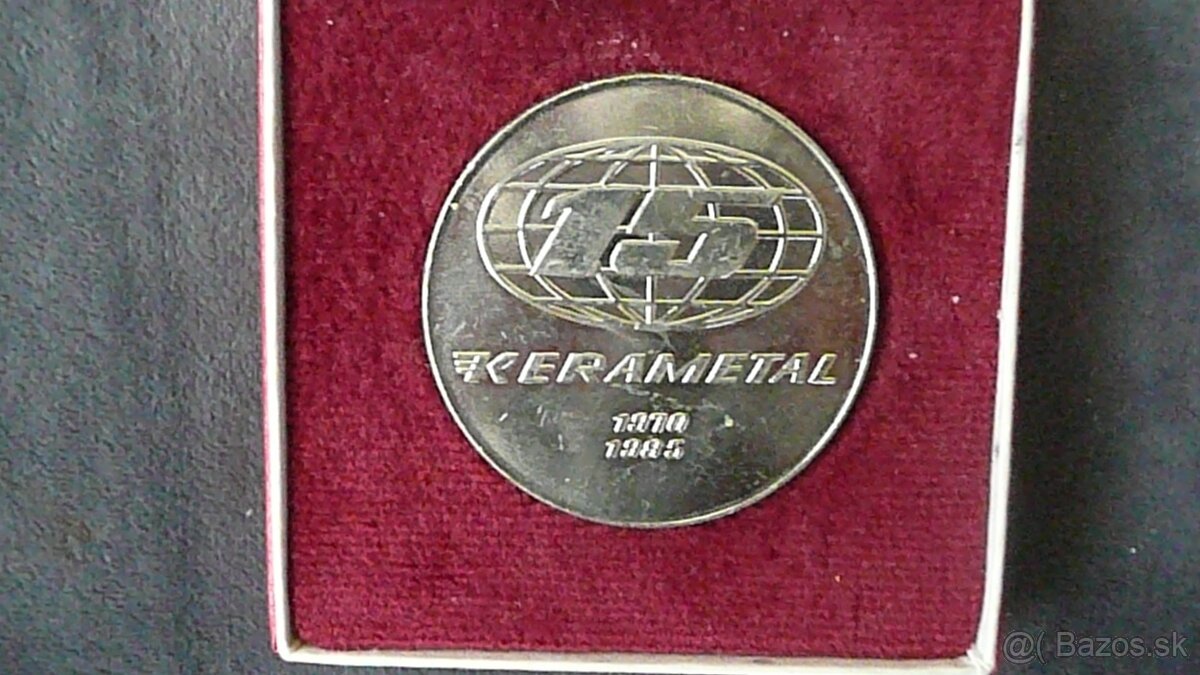 15
KERAMETAL
1970
1985
@( Bazos.sk